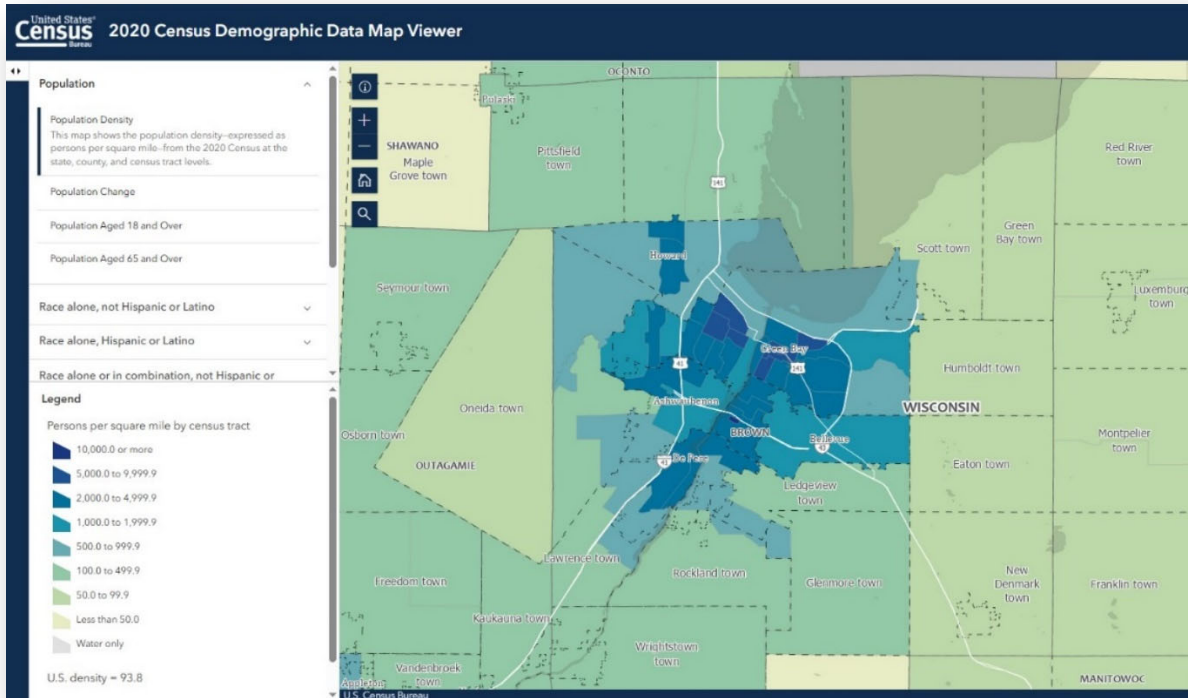 United States®
Census
Bureau
2020 Census Demographic Data Map Viewer
Population
Population Density
This map shows the population density—expressed as
persons per square mile—from the 2020 Census at the
state, county, and census tract levels.
Population Change
Population Aged 18 and Over
Population Aged 65 and Over
Race alone, not Hispanic or Latino
Race alone, Hispanic or Latino
Race alone or in combination, not Hispanic or
Legend
Persons per square mile by census tract
10,000.0 or more
5,000.0 to 9,999.9
2,000.0 to 4,999.9
1,000.0 to 1,999.9
500.0 to 999.9
100.0 to 499.9
50.0 to 99.9
Less than 50.0
Water only
U.S. density = 93.8
OCONTO
Pulaski
SHAWANO
Maple
Grove town
Pittsfield
town
141
Red River
town
Green
Bay town
Scott town
Howard
Seymour town
Luxemburg
town
Green Bay
41
141
Humboldt town
Ashwaubenon
Oneida town
WISCONSIN
Osborn town
BROWN
Bellevue
43
Montpelier
town
OUTAGAMIE
41
De Pere
Eaton town
Ledgeview
town
Lawrence town
Freedom town
Rockland town
Glenmore town
New
Denmark
town
Franklin town
Kaukauna town
Wrightstown
town
Vandenbroek
town
Appleton
MANITOWOC
U.S. Census Bureau